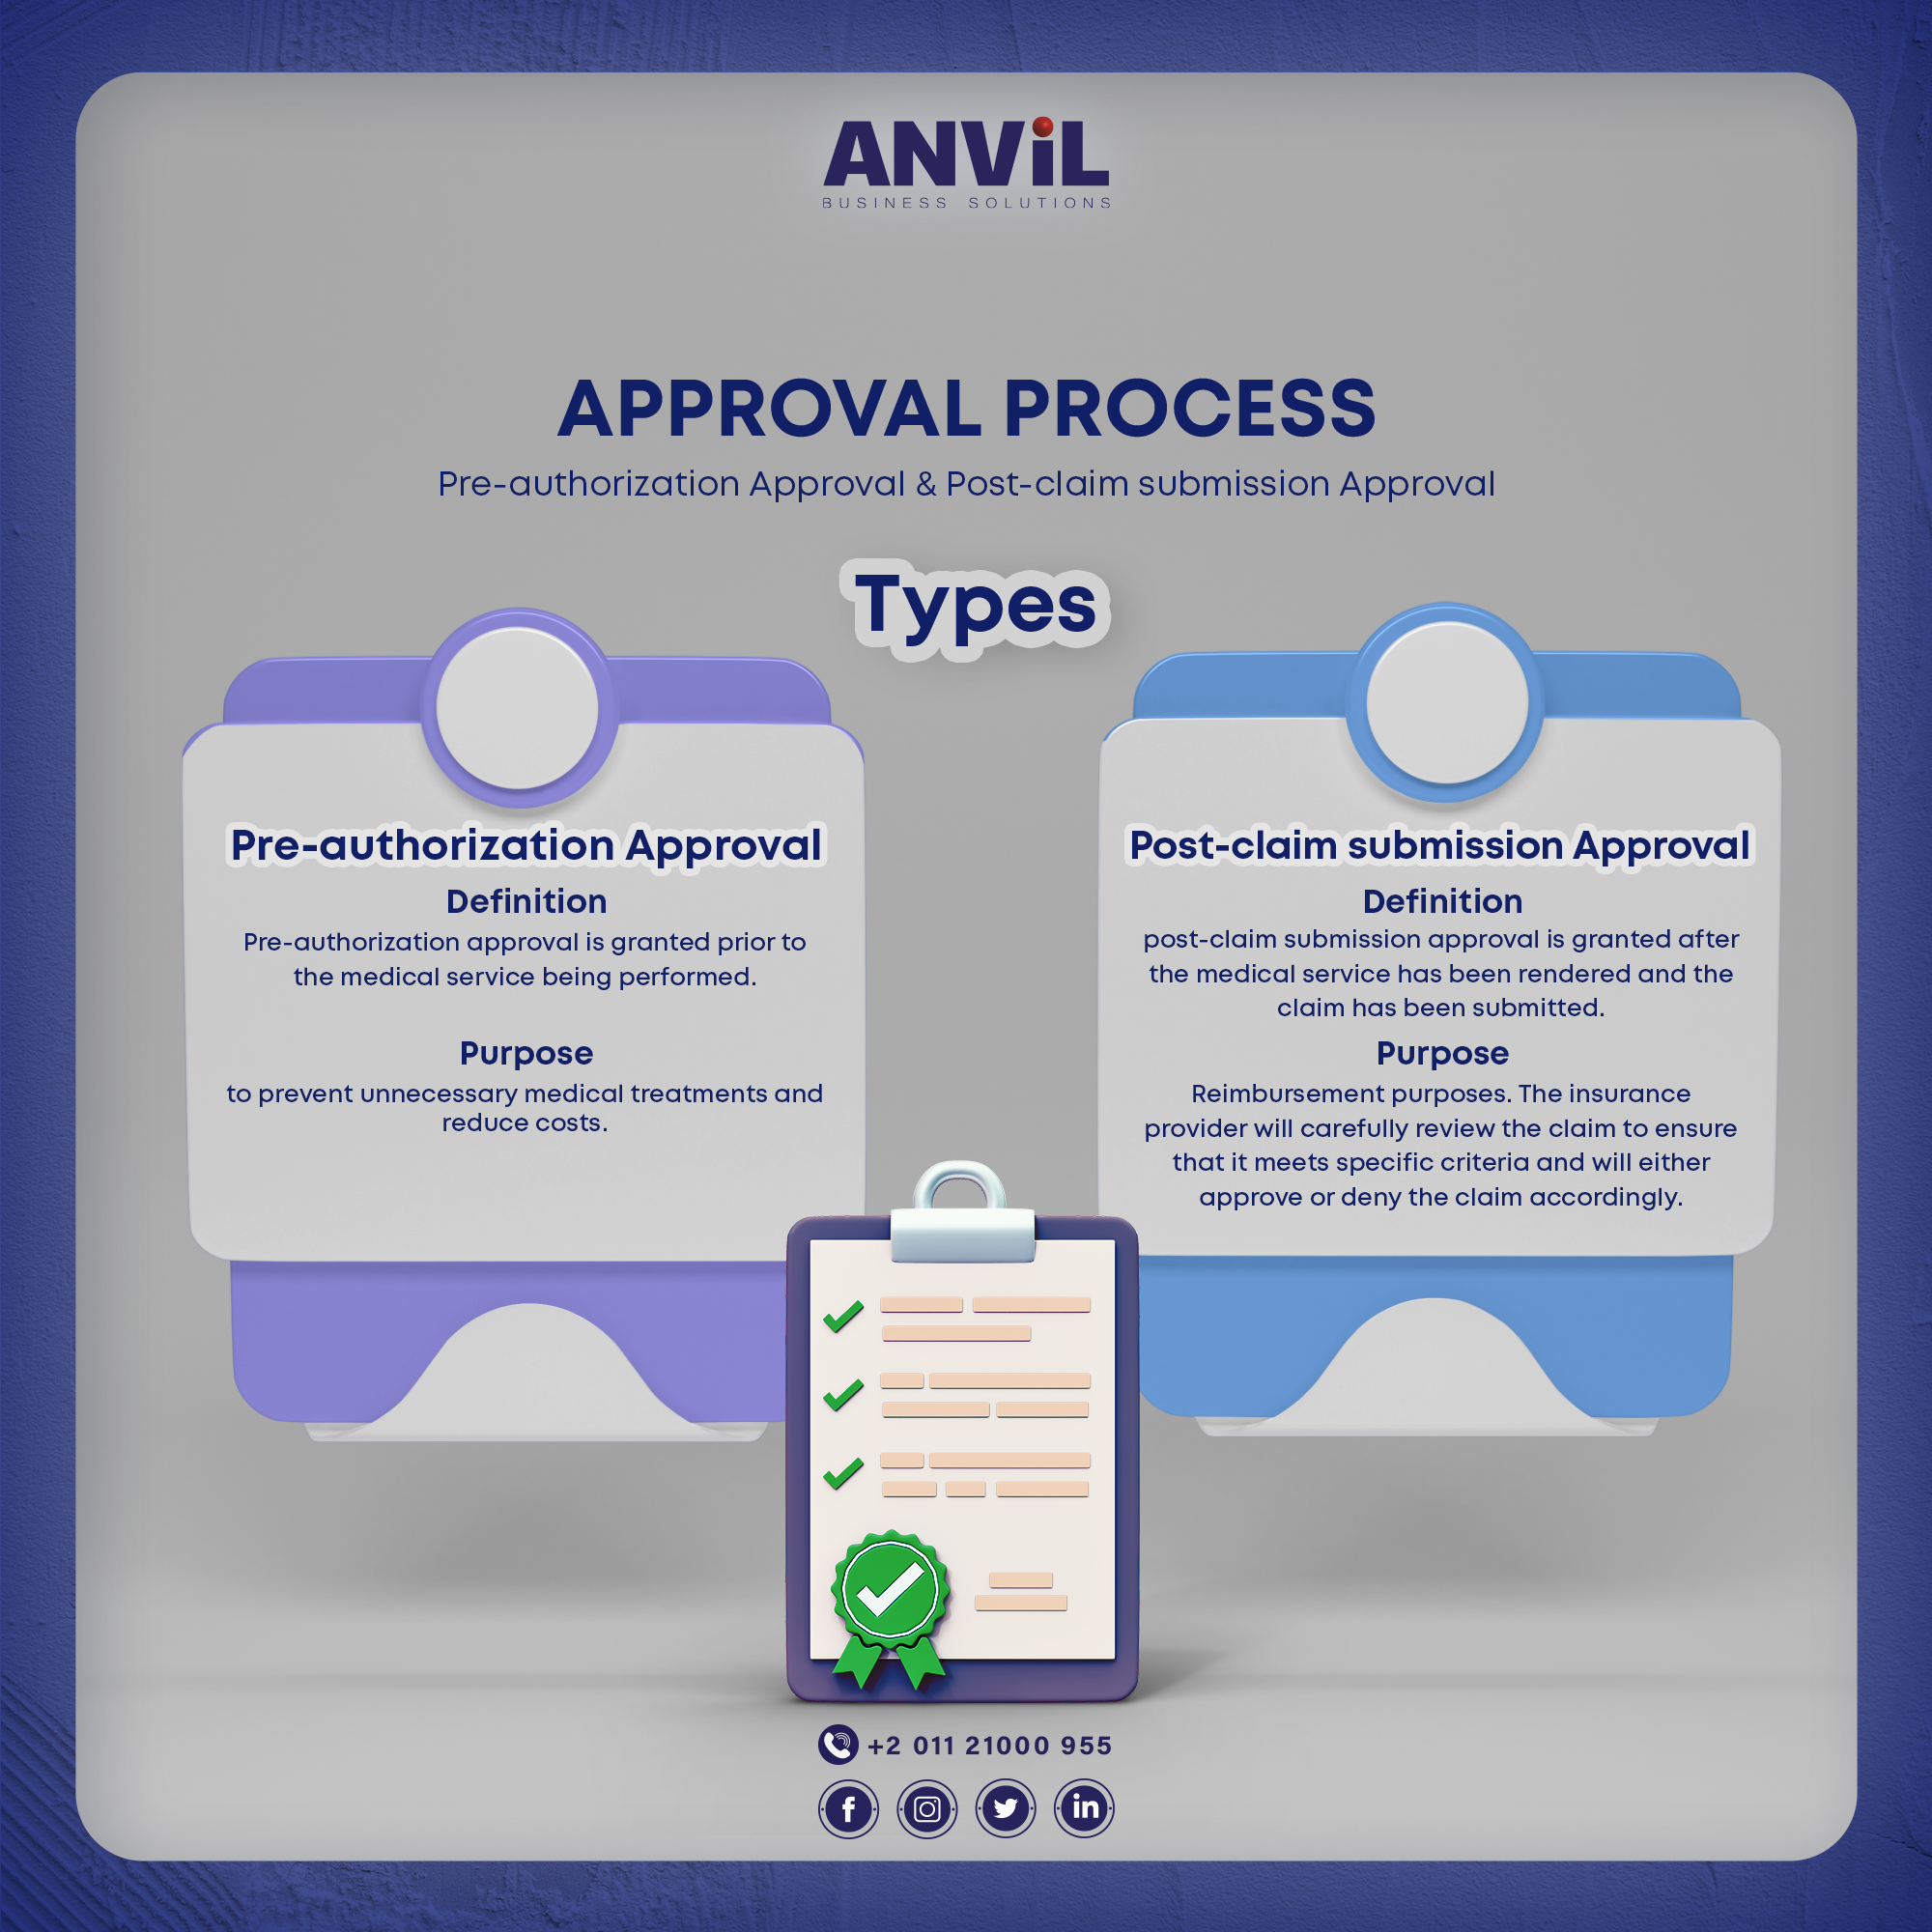 ANViL
BUSINESS SOLUTIONS
APPROVAL PROCESS
Pre-authorization Approval & Post-claim submission Approval
Types
Pre-authorization Approval
Definition
Pre-authorization approval is granted prior to
the medical service being performed.
Purpose
to prevent unnecessary medical treatments and
reduce costs.
Post-claim submission Approval
Definition
post-claim submission approval is granted after
the medical service has been rendered and the
claim has been submitted.
Purpose
Reimbursement purposes. The insurance
provider will carefully review the claim to ensure
that it meets specific criteria and will either
approve or deny the claim accordingly.
+2 011 21000 955